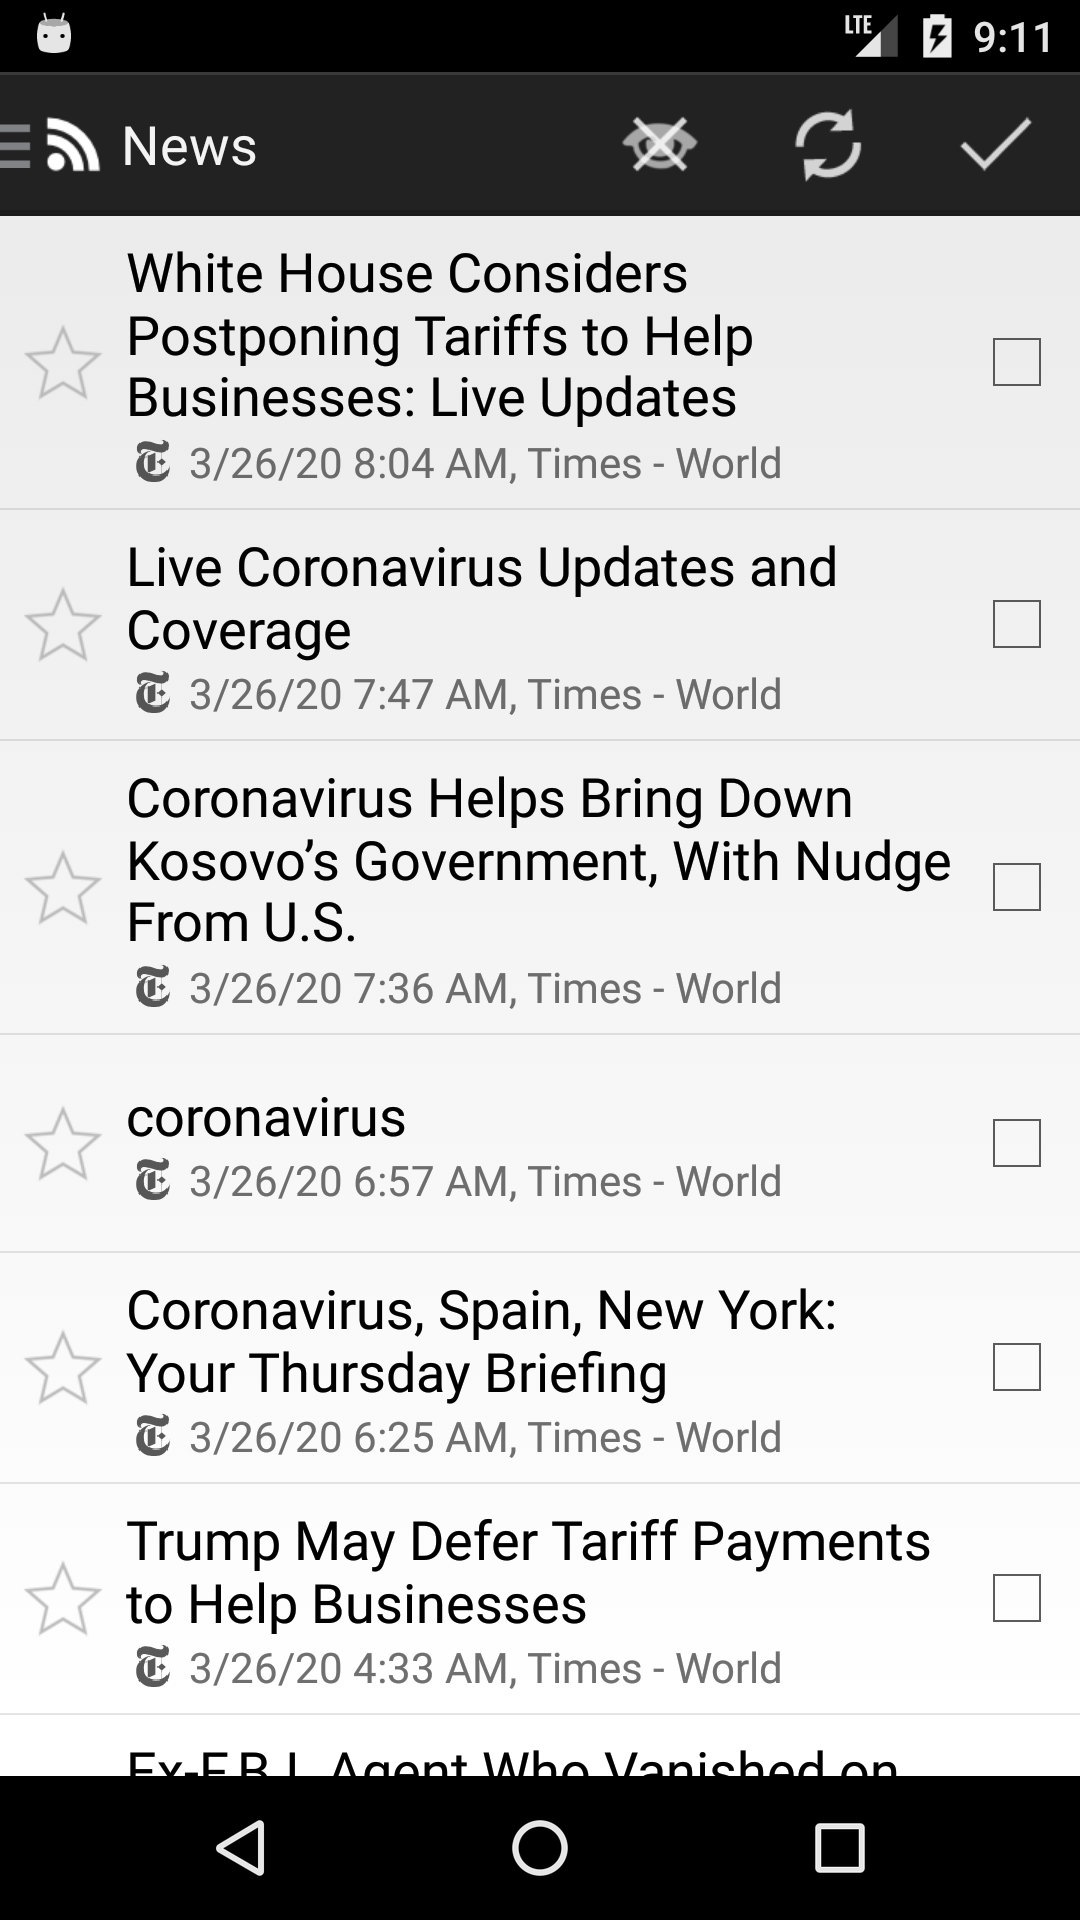 LTE 9:11
News
White House Considers
Postponing Tariffs to Help
Businesses: Live Updates
3/26/20 8:04 AM, Times - World
Live Coronavirus Updates and
Coverage
3/26/20 7:47 AM, Times - World
Coronavirus Helps Bring Down
Kosovo’s Government, With Nudge
From U.S.
3/26/20 7:36 AM, Times - World
coronavirus
3/26/20 6:57 AM, Times - World
Coronavirus, Spain, New York:
Your Thursday Briefing
3/26/20 6:25 AM, Times - World
Trump May Defer Tariff Payments
to Help Businesses
3/26/20 4:33 AM, Times - World
Ex-F.B.I. Agent Who Vanished on